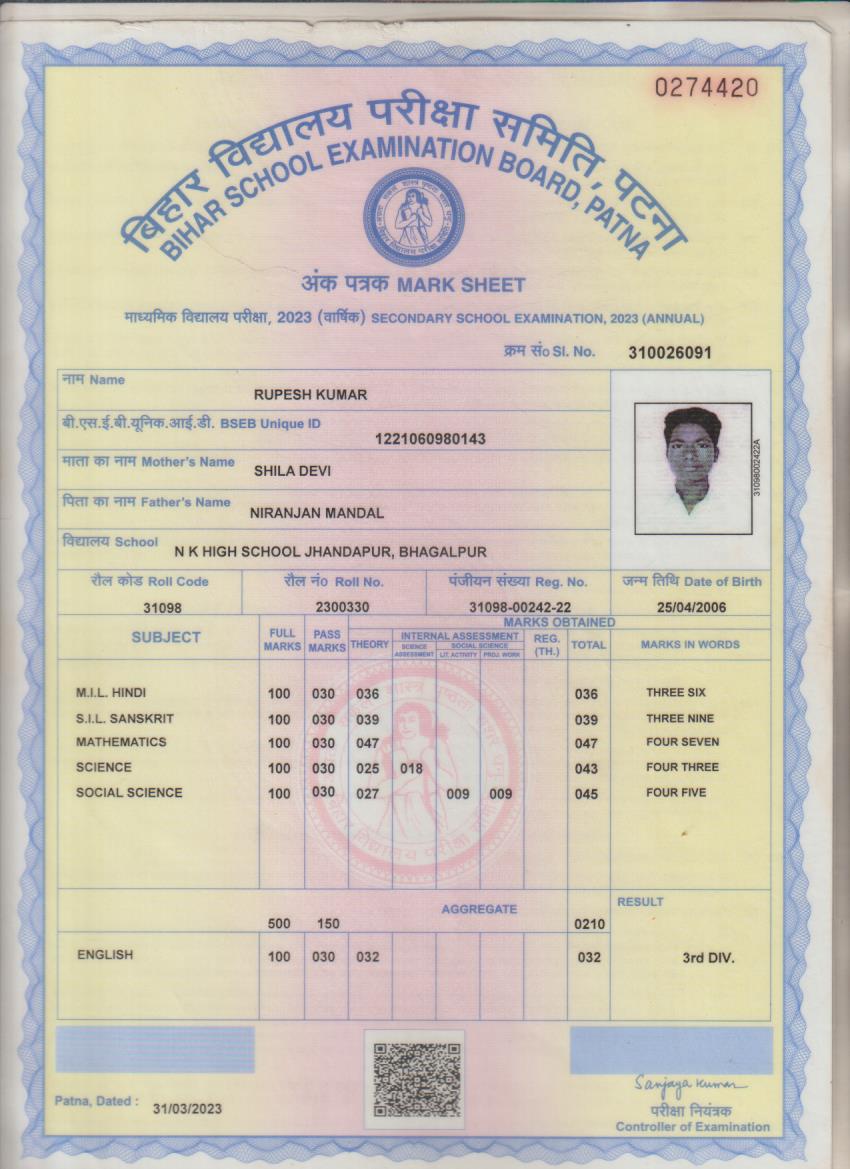 0274420
बिहार विद्यालय परीक्षा समिति, पटना
BIHAR SCHOOL EXAMINATION BOARD, PATNA
अंक पत्रक MARK SHEET
माध्यमिक विद्यालय परीक्षा, 2023 (वार्षिक) SECONDARY SCHOOL EXAMINATION, 2023 (ANNUAL)
क्रम सं० Sl. No. 310026091
नाम Name RUPESH KUMAR
बी.एस.ई.बी.यूनिक.आई.डी. BSEB Unique ID 1221060980143
माता का नाम Mother's Name SHILA DEVI
पिता का नाम Father's Name NIRANJAN MANDAL
विद्यालय School N K HIGH SCHOOL JHANDAPUR, BHAGALPUR
31098002422A
रौल कोड Roll Code रौल नं० Roll No. पंजीयन संख्या Reg. No. जन्म तिथि Date of Birth
31098 2300330 31098-00242-22 25/04/2006
MARKS OBTAINED
SUBJECT FULL MARKS PASS MARKS THEORY INTERNAL ASSESSMENT REG. (TH.) TOTAL MARKS IN WORDS
SCIENCE ASSESSMENT SOCIAL SCIENCE
LIT. ACTIVITY PROJ. WORK
M.I.L. HINDI 100 030 036 036 THREE SIX
S.I.L. SANSKRIT 100 030 039 039 THREE NINE
MATHEMATICS 100 030 047 047 FOUR SEVEN
SCIENCE 100 030 025 018 043 FOUR THREE
SOCIAL SCIENCE 100 030 027 009 009 045 FOUR FIVE
AGGREGATE RESULT
500 150 0210
ENGLISH 100 030 032 032 3rd DIV.
Sanjaya Kumar
Patna, Dated : 31/03/2023
परीक्षा नियंत्रक
Controller of Examination